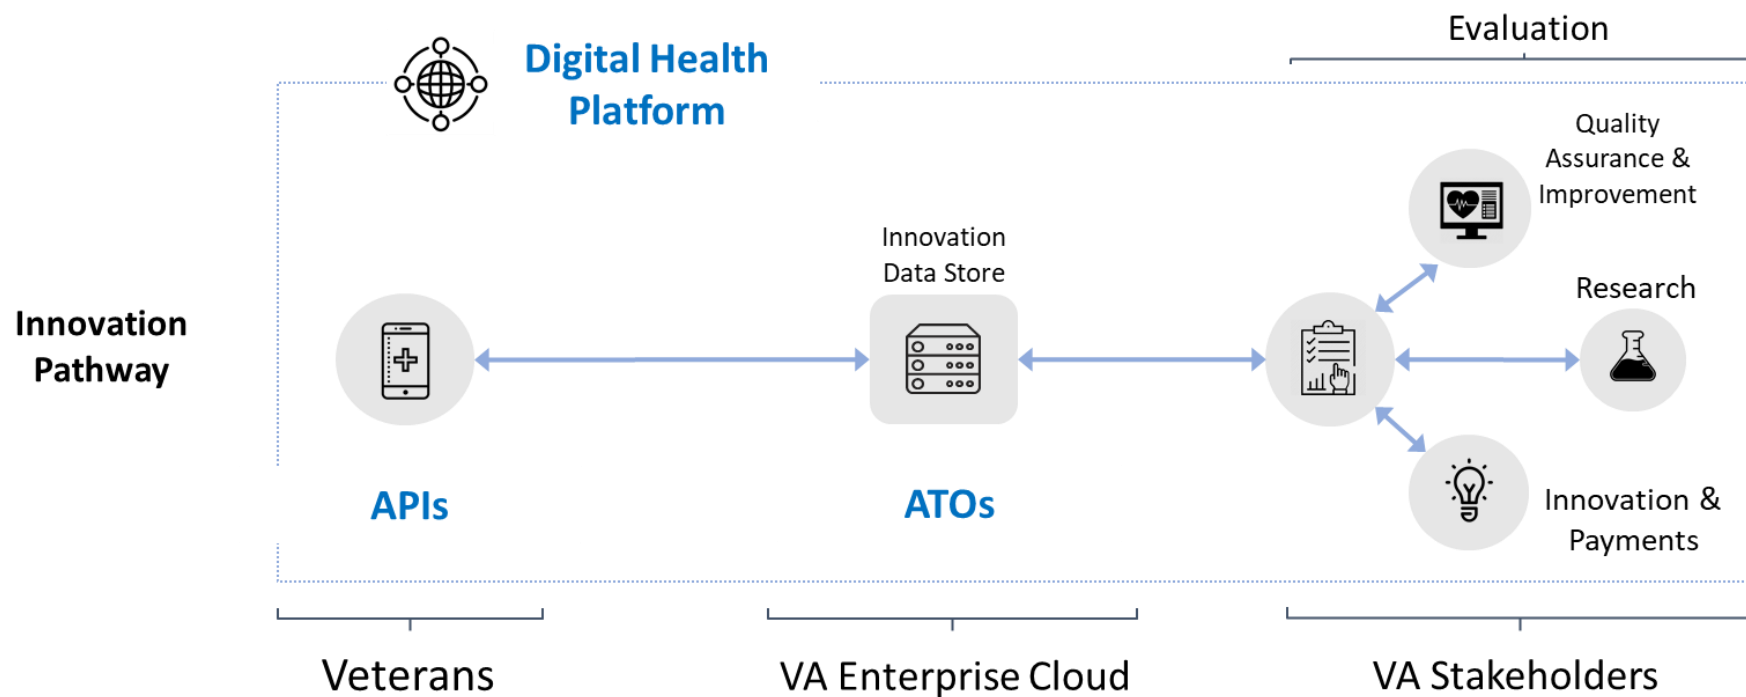 Evaluation
Digital Health
Platform
Quality
Assurance &
Improvement
Innovation
Data Store
Research
Innovation
Pathway
APIs
ATOs
Innovation &
Payments
Veterans
VA Enterprise Cloud
VA Stakeholders